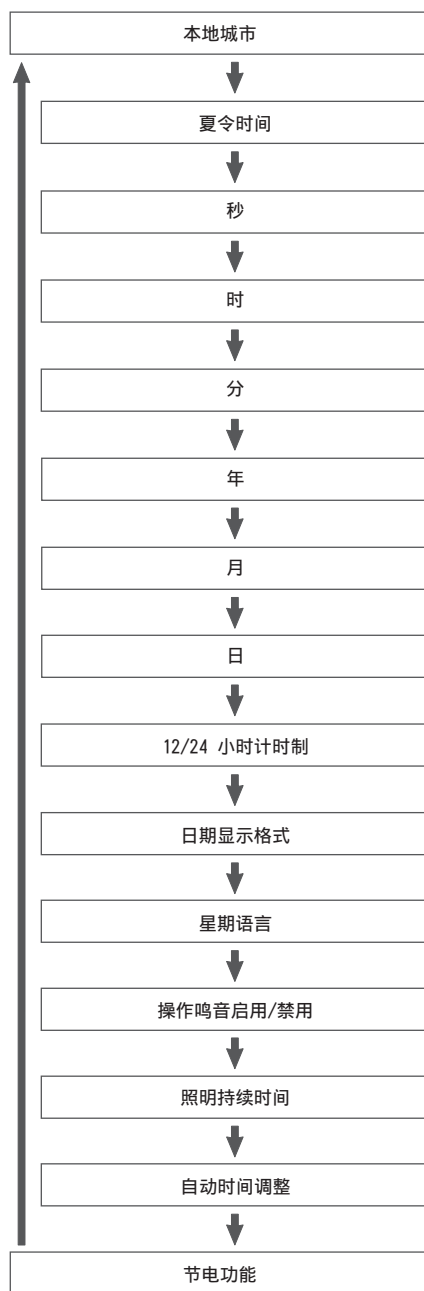 本地城市
夏令时间
秒
时
分
年
月
日
12/24 小时计时制
日期显示格式
星期语言
操作鸣音启用/禁用
照明持续时间
自动时间调整
节电功能